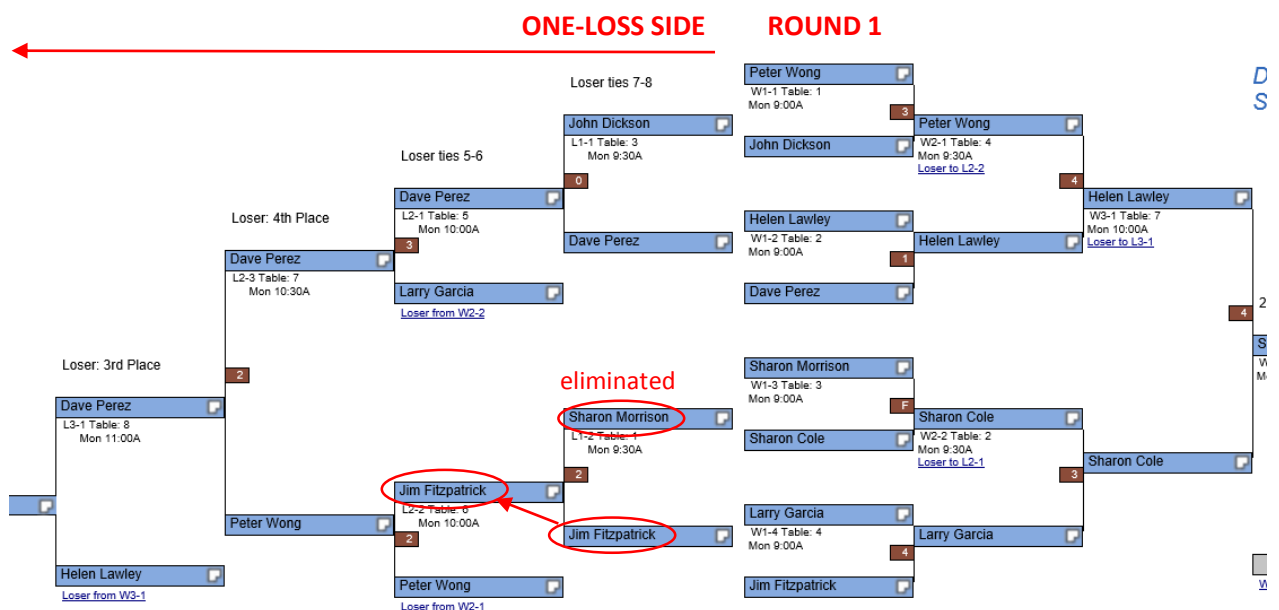 ONE-LOSS SIDE
ROUND 1
Loser ties 7-8
Peter Wong
W1-1 Table: 1
Mon 9:00A
3
John Dickson
Helen Lawley
W1-2 Table: 2
Mon 9:00A
1
Dave Perez
Sharon Morrison
W1-3 Table: 3
Mon 9:00A
F
Sharon Cole
Larry Garcia
W1-4 Table: 4
Mon 9:00A
4
Jim Fitzpatrick
Peter Wong
W2-1 Table: 4
Mon 9:30A
Loser to L2-2
4
Helen Lawley
Sharon Cole
W2-2 Table: 2
Mon 9:30A
Loser to L2-1
3
Larry Garcia
Helen Lawley
W3-1 Table: 7
Mon 10:00A
Loser to L3-1
4
Sharon Cole
D
S
2
S
W
M
W
John Dickson
L1-1 Table: 3
Mon 9:30A
0
Dave Perez
eliminated
Sharon Morrison
L1-2 Table: 1
Mon 9:30A
2
Jim Fitzpatrick
Loser ties 5-6
Dave Perez
L2-1 Table: 5
Mon 10:00A
3
Larry Garcia
Loser from W2-2
Jim Fitzpatrick
L2-2 Table: 6
Mon 10:00A
2
Peter Wong
Loser from W2-1
Loser: 4th Place
Dave Perez
L2-3 Table: 7
Mon 10:30A
2
Peter Wong
Loser: 3rd Place
Dave Perez
L3-1 Table: 8
Mon 11:00A
Helen Lawley
Loser from W3-1